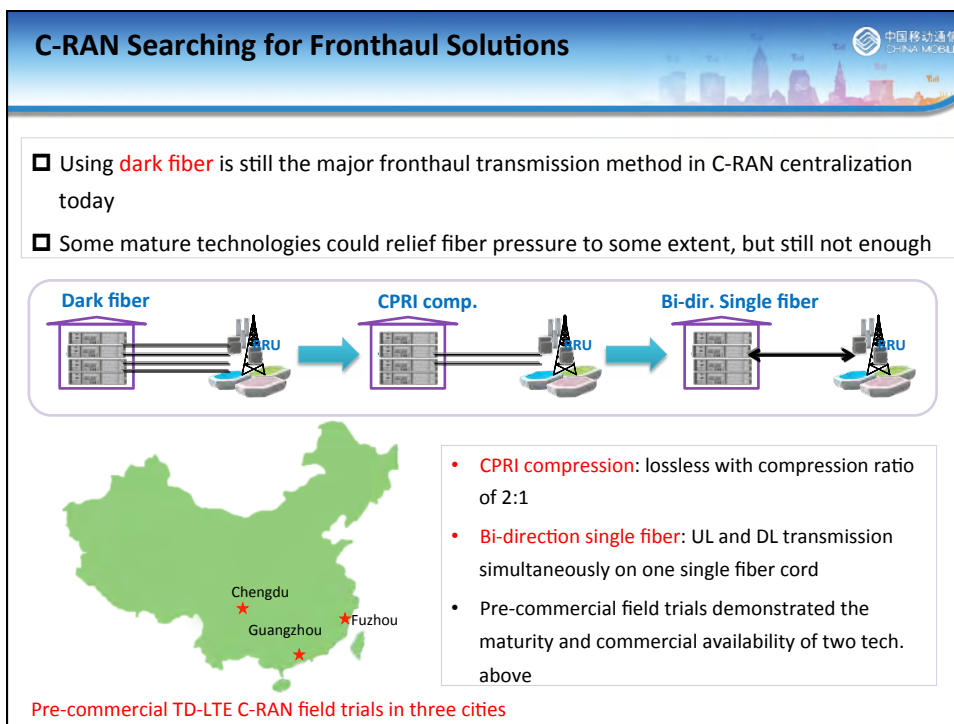 C-RAN Searching for Fronthaul Solutions
中国移动通信
CHINA MOBIL
Using dark fiber is still the major fronthaul transmission method in C-RAN centralization
today
Some mature technologies could relief fiber pressure to some extent, but still not enough
Dark fiber
CPRI comp.
Bi-dir. Single fiber
RRU
RRU
RRU
CPRI compression: lossless with compression ratio
of 2:1
Bi-direction single fiber: UL and DL transmission
simultaneously on one single fiber cord
Pre-commercial field trials demonstrated the
maturity and commercial availability of two tech.
above
Chengdu
Fuzhou
Guangzhou
Pre-commercial TD-LTE C-RAN field trials in three cities